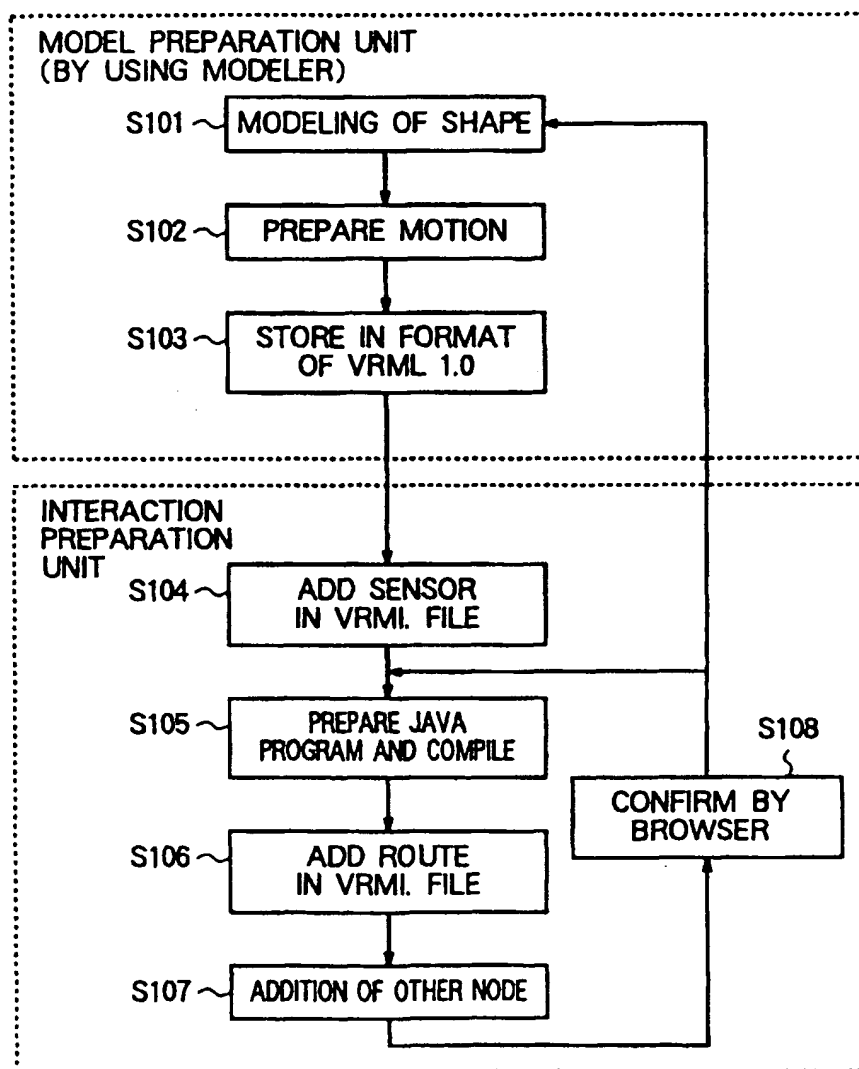 MODEL PREPARATION UNIT
(BY USING MODELER)
S101
MODELING OF SHAPE
S102
PREPARE MOTION
S103
STORE IN FORMAT
OF VRML 1.0
INTERACTION
PREPARATION
UNIT
S104
ADD SENSOR
IN VRMI. FILE
S105
PREPARE JAVA
PROGRAM AND COMPILE
S108
CONFIRM BY
BROWSER
S106
ADD ROUTE
IN VRMI. FILE
S107
ADDITION OF OTHER NODE